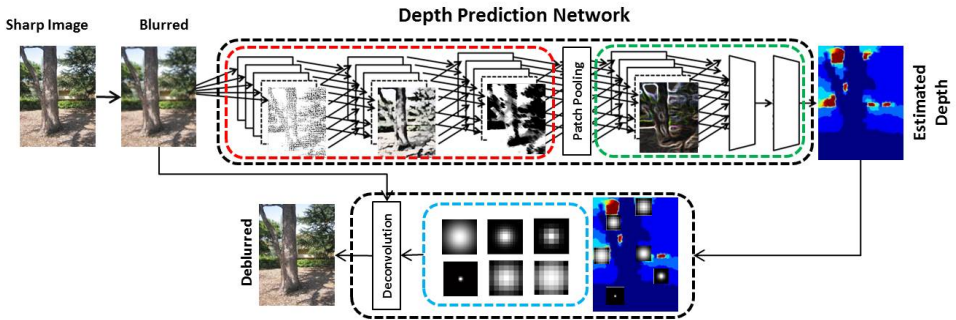 Depth Prediction Network
Sharp Image
Blurred
Patch Pooling
Estimated
Depth
Deblurred
Deconvolution